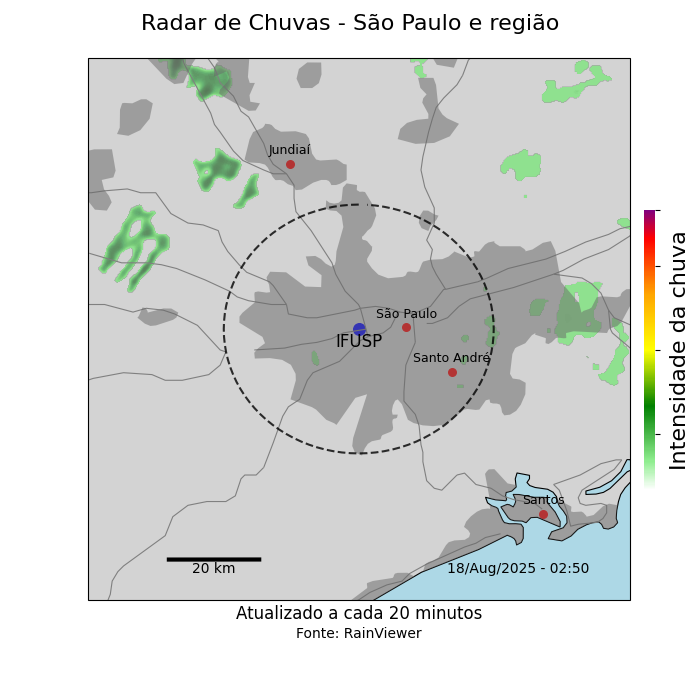 Radar de Chuvas - São Paulo e região
Jundiaí
São Paulo
IFUSP
Santo André
Santos
20 km
18/Aug/2025 - 02:50
Intensidade da chuva
Atualizado a cada 20 minutos
Fonte: RainViewer